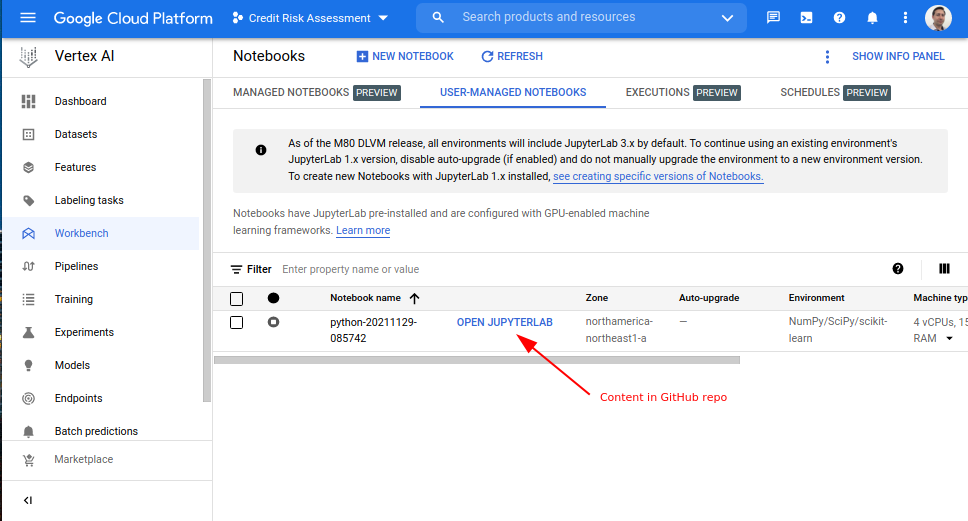 Google Cloud Platform
Credit Risk Assessment
Search products and resources
Vertex AI
Notebooks
NEW NOTEBOOK
REFRESH
SHOW INFO PANEL
Dashboard
Datasets
Features
Labeling tasks
Workbench
Pipelines
Training
Experiments
Models
Endpoints
Batch predictions
Marketplace
MANAGED NOTEBOOKS PREVIEW
USER-MANAGED NOTEBOOKS
EXECUTIONS PREVIEW
SCHEDULES PREVIEW
As of the M80 DLVM release, all environments will include JupyterLab 3.x by default. To continue using an existing environment's
JupyterLab 1.x version, disable auto-upgrade (if enabled) and do not manually upgrade the environment to a new environment version.
To create new Notebooks with JupyterLab 1.x installed, see creating specific versions of Notebooks.
Notebooks have JupyterLab pre-installed and are configured with GPU-enabled machine
learning frameworks. Learn more
Filter Enter property name or value
Notebook name
Zone
Auto-upgrade
Environment
Machine typ
python-20211129-
085742
OPEN JUPYTERLAB
northamerica-
northeast1-a
—
NumPy/SciPy/scikit-
learn
4 vCPUs, 15
RAM
Content in GitHub repo